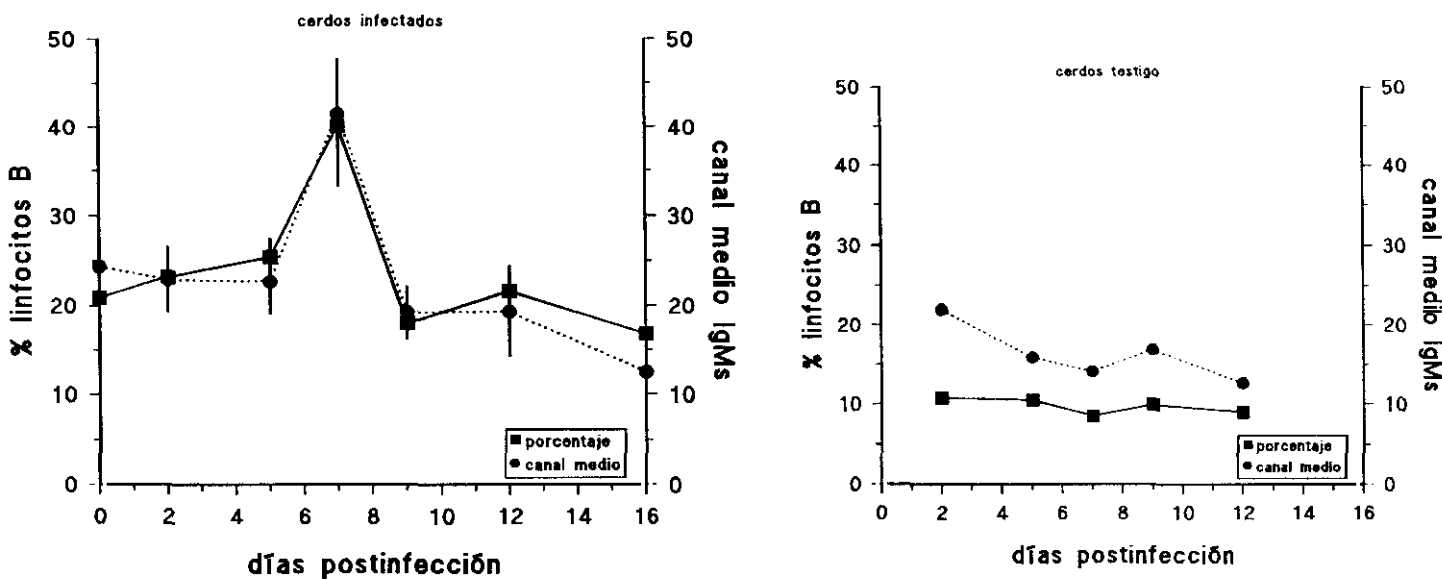 cerdos infectados
50
40
30
20
10
0
% linfocitos B
50
40
30
20
10
0
canal medio IgMs
porcentaje
canal medio
0 2 4 6 8 10 12 14 16
días postinfección
cerdos testigo
50
40
30
20
10
0
% linfocitos B
50
40
30
20
10
0
canal medio IgMs
porcentaje
canal medio
0 2 4 6 8 10 12 14 16
días postinfección